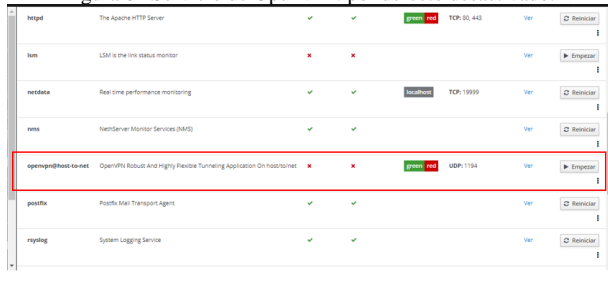 httpd The Apache HTTP Server green red TCP: 80, 443 Ver Reiniciar
lsm LSM is the link status monitor Ver Empezar
netdata Real time performance monitoring localhost TCP: 19999 Ver Reiniciar
nms NethServer Monitor Services (NMS) Ver Reiniciar
openvpn@host-to-net OpenVPN Robust And Highly Flexible Tunneling Application On host/to/net green red UDP: 1194 Ver Empezar
postfix Postfix Mail Transport Agent Ver Reiniciar
rsyslog System Logging Service Ver Reiniciar